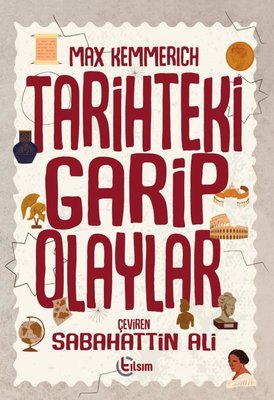 MAX KEMMERICH
TARİHTEKİ
GARİP
OLAYLAR
ÇEVİREN
SABAHATTİN ALİ
tılsım